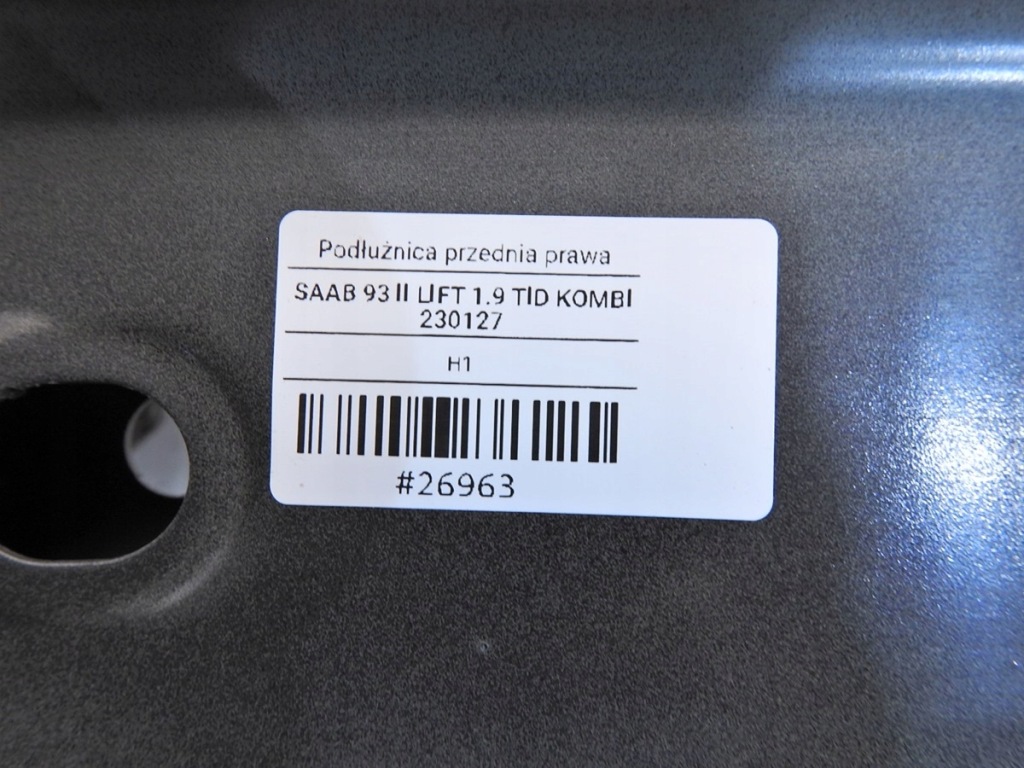 Podłużnica przednia prawa
SAAB 93 II LIFT 1.9 TID KOMBI
230127
H1
#26963